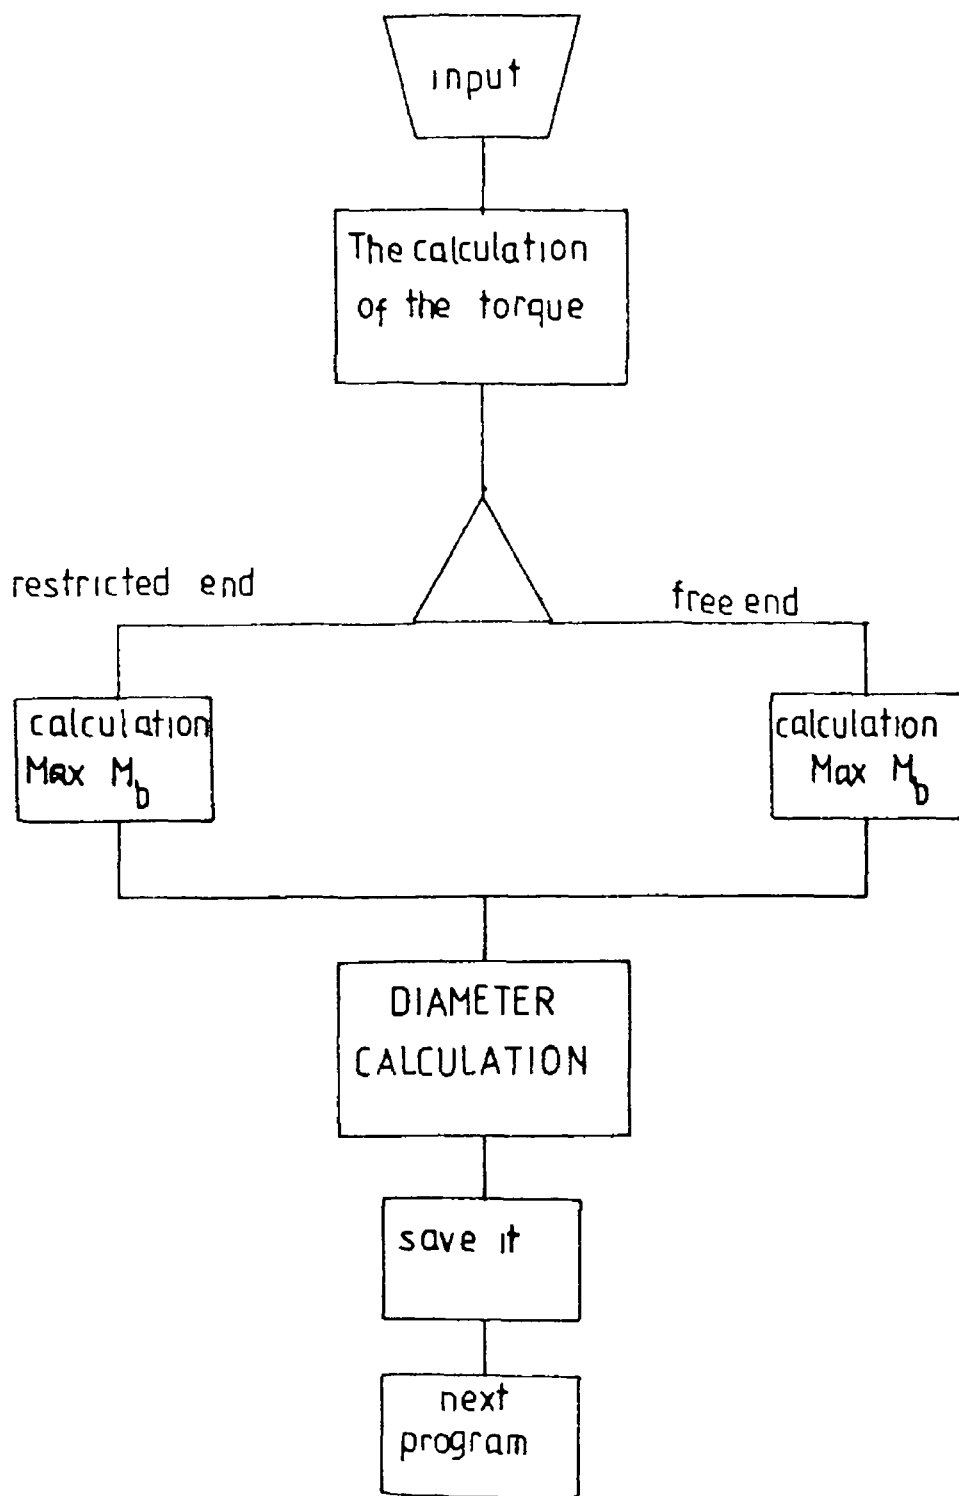 input
The calculation
of the torque
restricted end
free end
calculation
Max M_b
calculation
Max M_b
DIAMETER
CALCULATION
save it
next
program